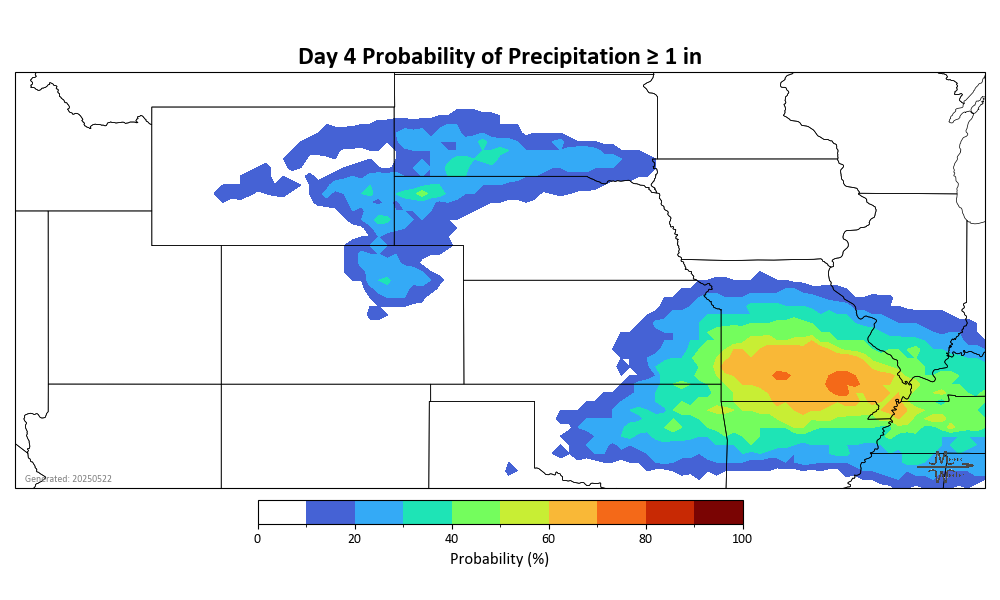 Day 4 Probability of Precipitation ≥ 1 in
Generated: 20250522
0 20 40 60 80 100
Probability (%)